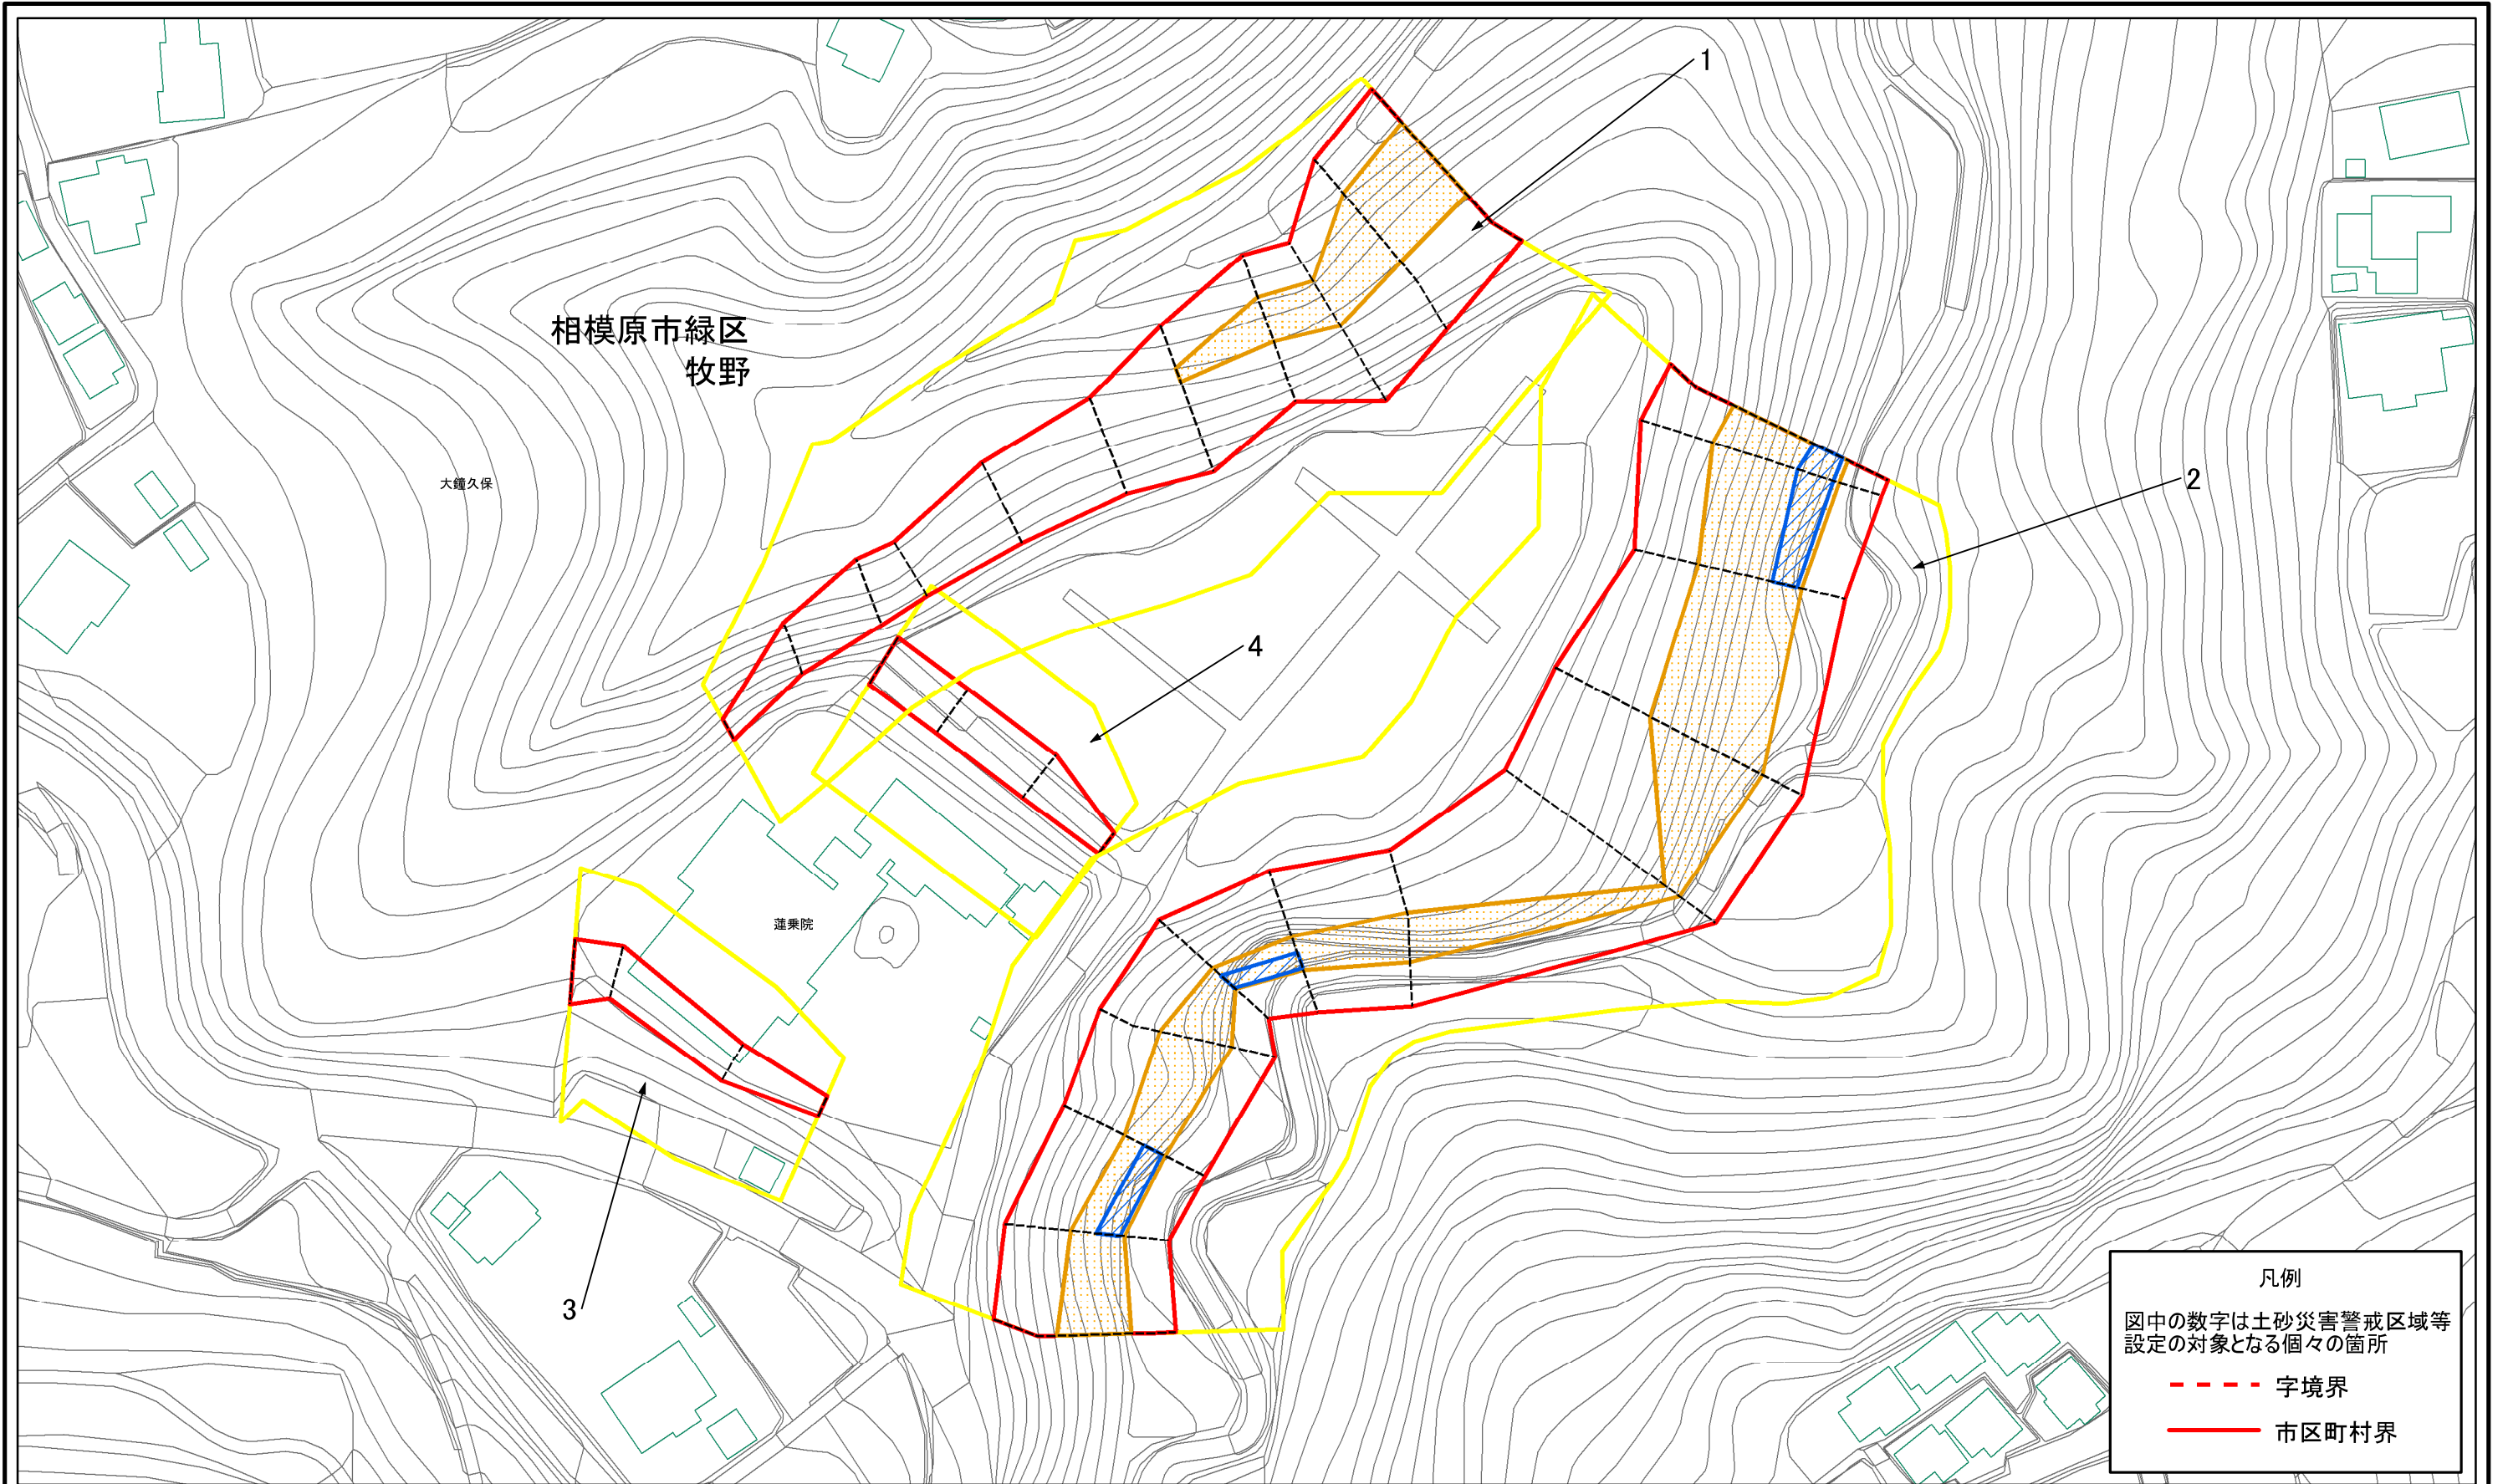 1
相模原市緑区
牧野
大鐘久保
2
4
蓮乗院
3
凡例
図中の数字は土砂災害警戒区域等
設定の対象となる個々の箇所
字境界
市区町村界